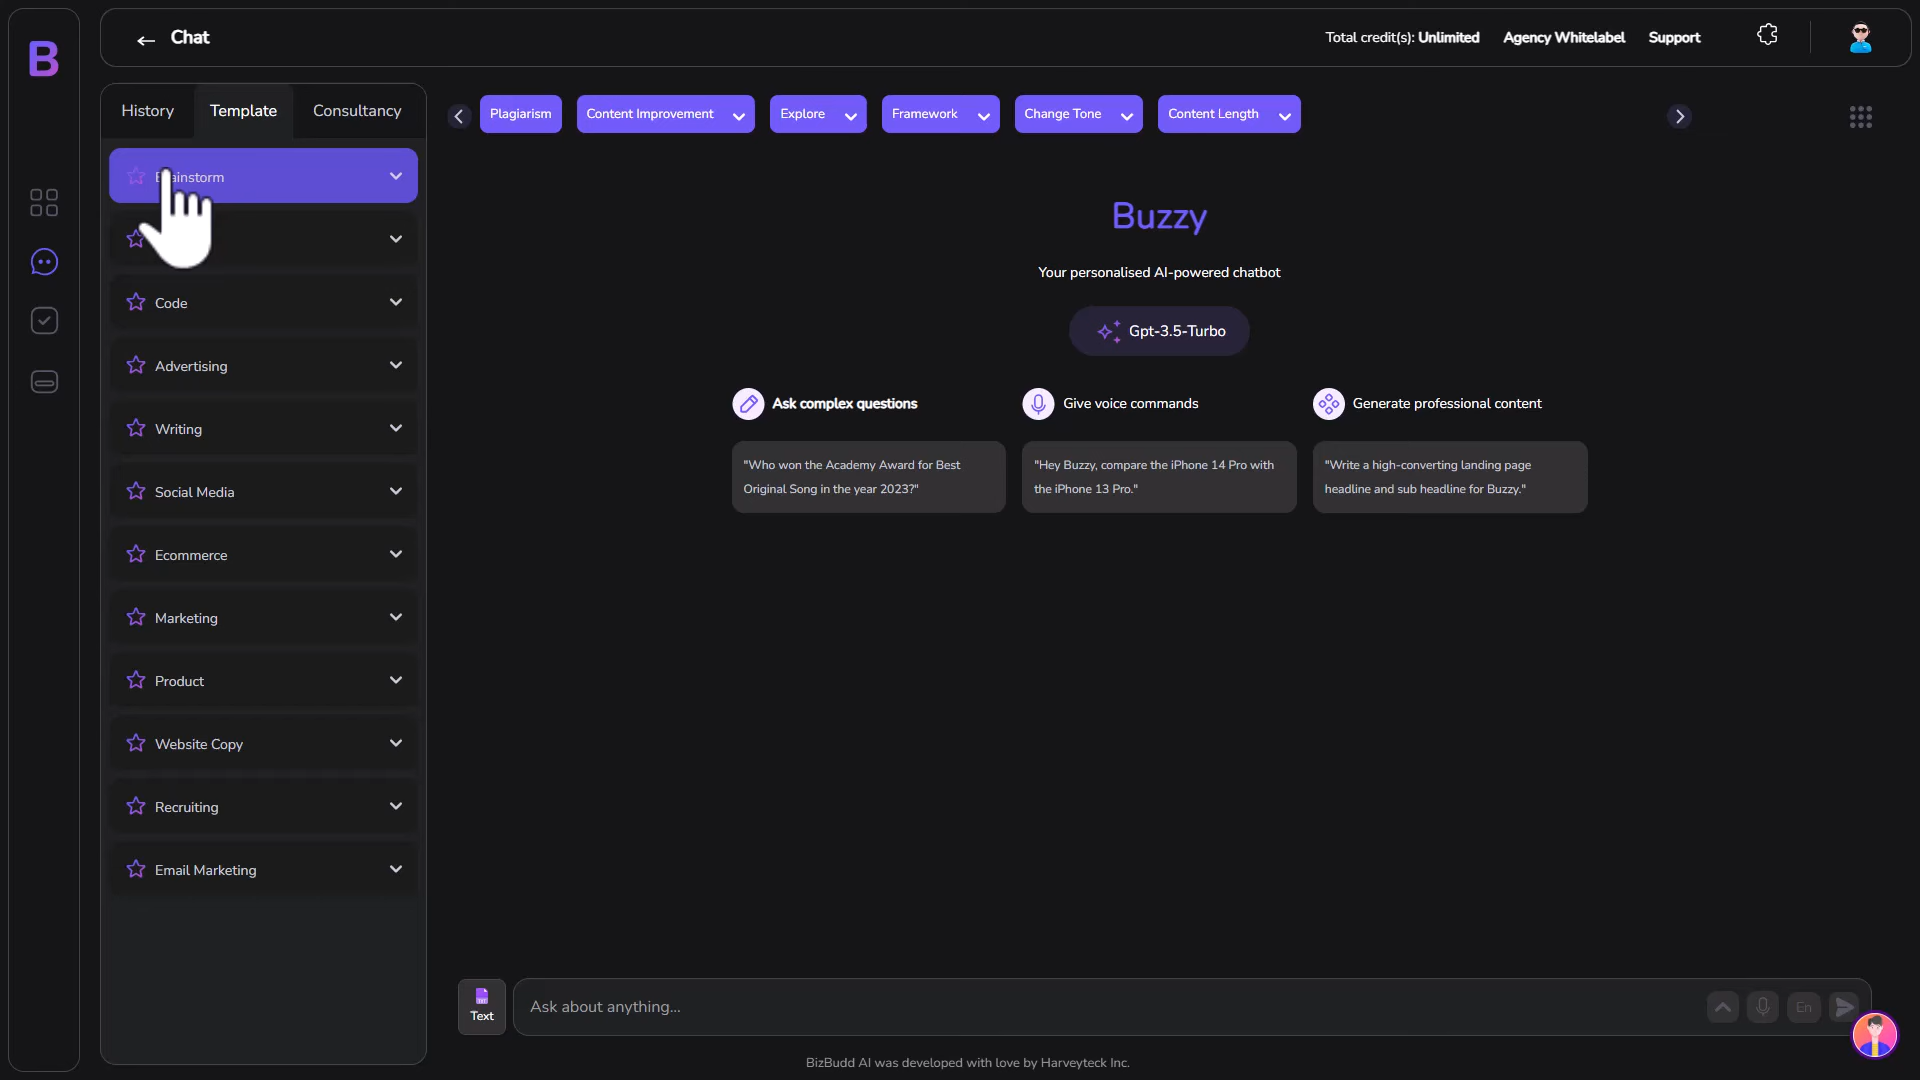 B
Chat
Total credit(s): Unlimited
Agency Whitelabel
Support
History
Template
Consultancy
Plagiarism
Content Improvement
Explore
Framework
Change Tone
Content Length
Code
Advertising
Writing
Social Media
Ecommerce
Marketing
Product
Website Copy
Recruiting
Email Marketing
Buzzy
Your personalised AI-powered chatbot
Gpt-3.5-Turbo
Ask complex questions
"Who won the Academy Award for Best
Original Song in the year 2023?"
Give voice commands
"Hey Buzzy, compare the iPhone 14 Pro with
the iPhone 13 Pro."
Generate professional content
"Write a high-converting landing page
headline and sub headline for Buzzy."
Text
Ask about anything...
En
BizBudd AI was developed with love by Harveyteck Inc.